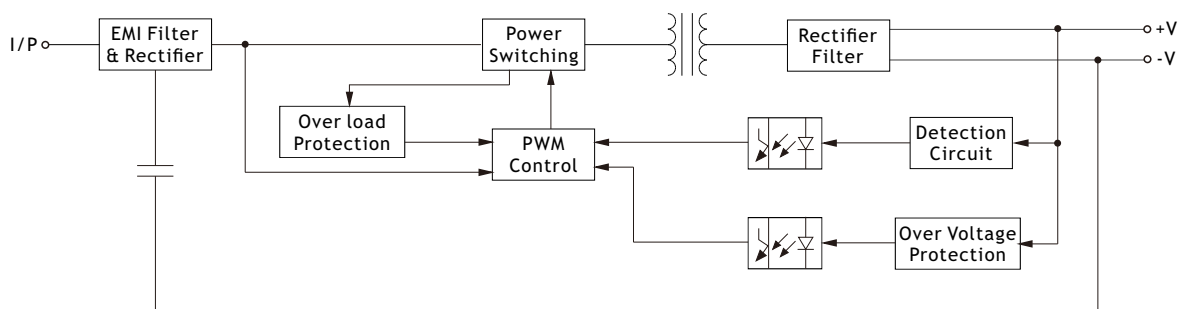 I/P
EMI Filter
& Rectifier
Power
Switching
Rectifier
Filter
+V
-V
Over load
Protection
PWM
Control
Detection
Circuit
Over Voltage
Protection